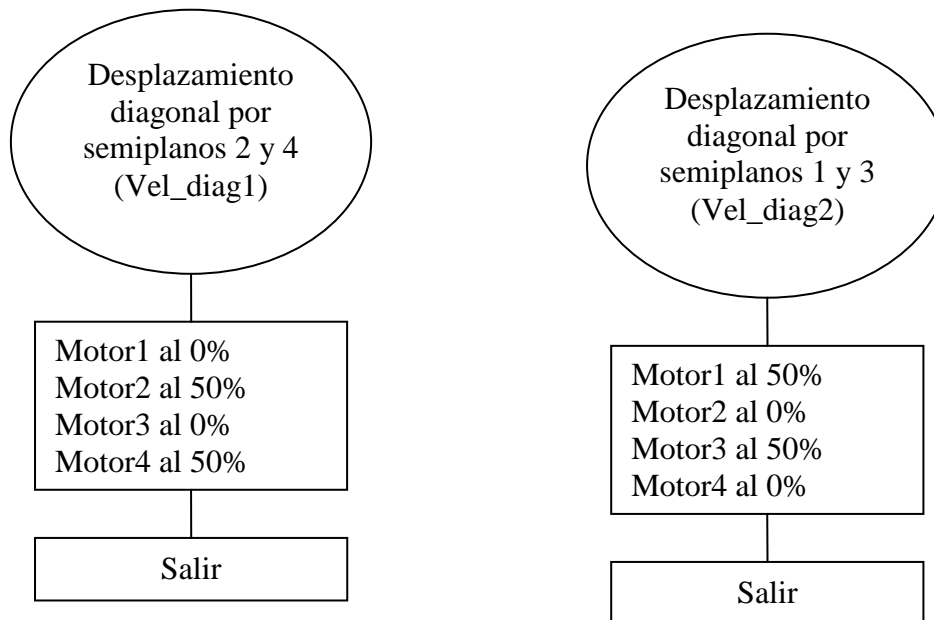 Desplazamiento
diagonal por
semiplanos 2 y 4
(Vel_diag1)
Motor1 al 0%
Motor2 al 50%
Motor3 al 0%
Motor4 al 50%
Salir
Desplazamiento
diagonal por
semiplanos 1 y 3
(Vel_diag2)
Motor1 al 50%
Motor2 al 0%
Motor3 al 50%
Motor4 al 0%
Salir